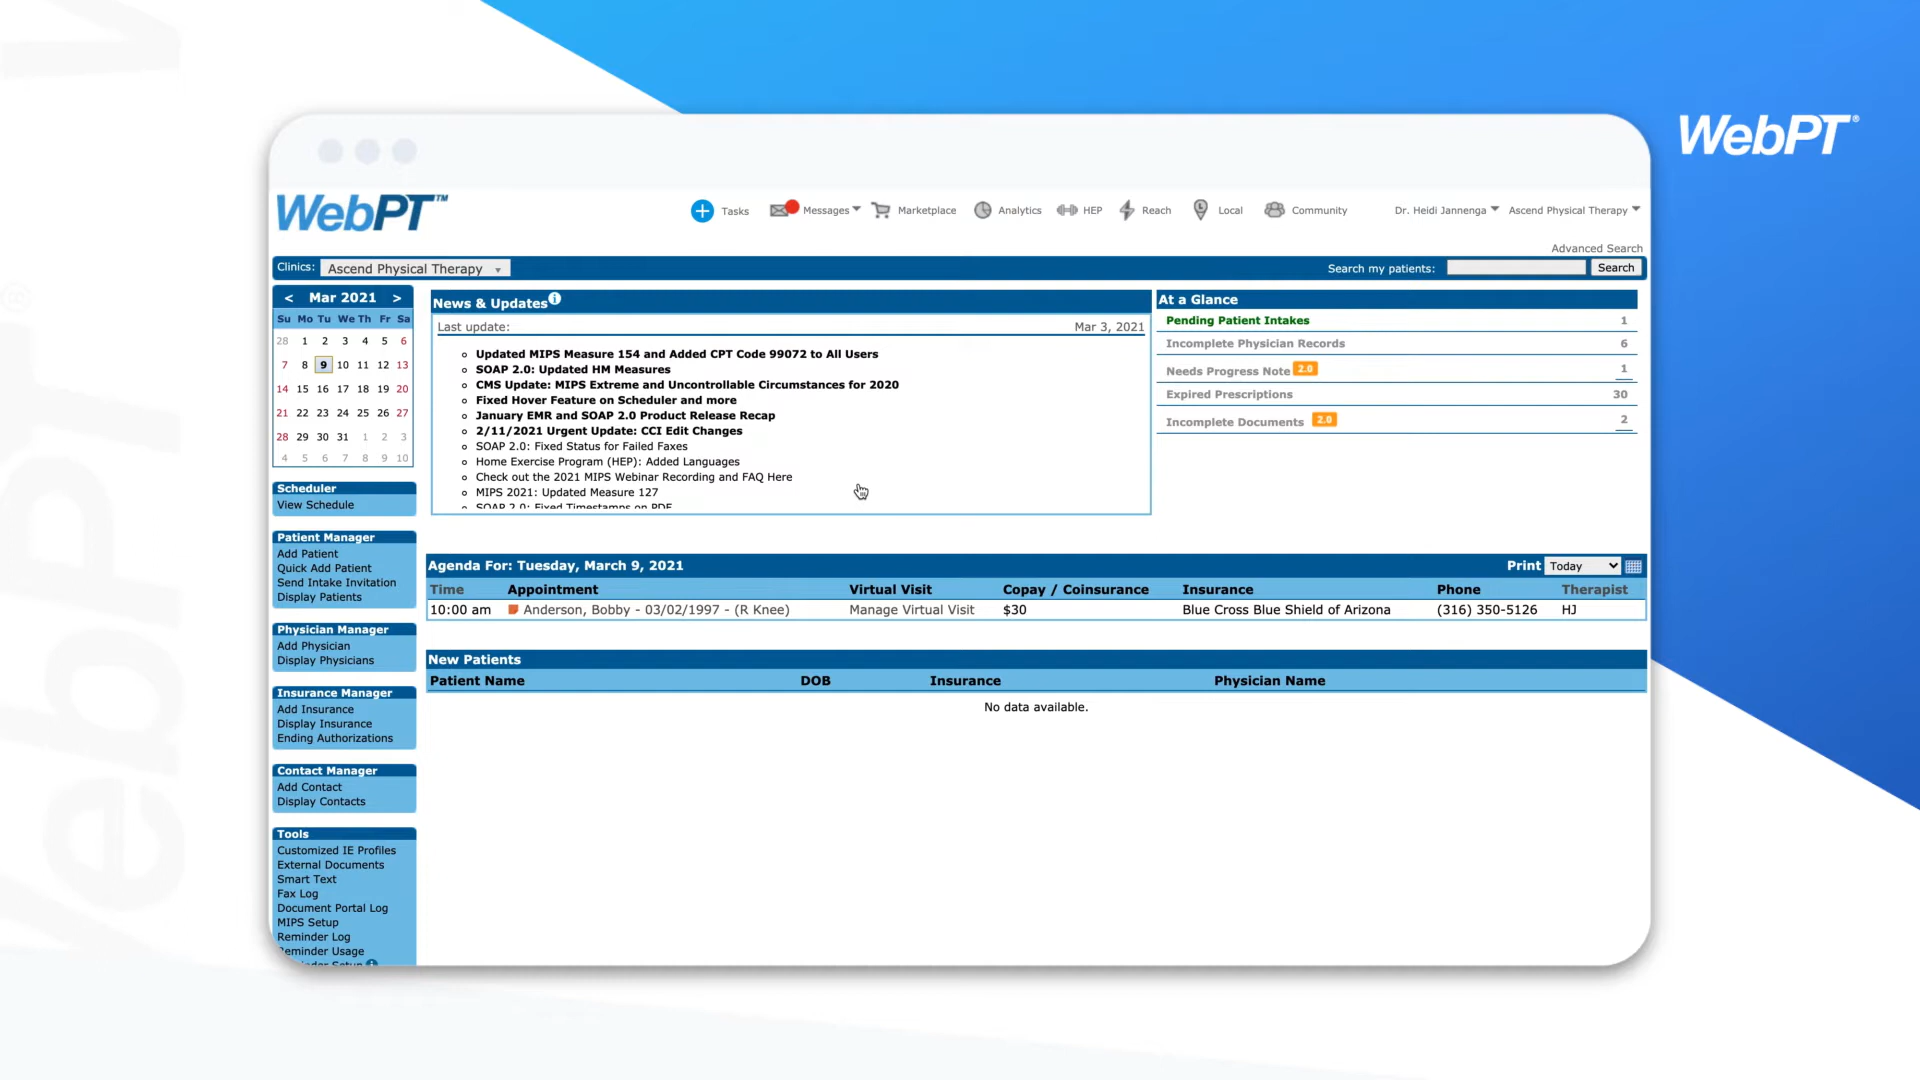 WebPT®
WebPT™
Tasks
Messages
Marketplace
Analytics
HEP
Reach
Local
Community
Dr. Heidi Jannenga
Ascend Physical Therapy
Advanced Search
Clinics: Ascend Physical Therapy
Search my patients: Search
< Mar 2021 >
Su Mo Tu We Th Fr Sa
28 1 2 3 4 5 6
7 8 9 10 11 12 13
14 15 16 17 18 19 20
21 22 23 24 25 26 27
28 29 30 31 1 2 3
4 5 6 7 8 9 10
Scheduler
View Schedule
Patient Manager
Add Patient
Quick Add Patient
Send Intake Invitation
Display Patients
Physician Manager
Add Physician
Display Physicians
Insurance Manager
Add Insurance
Display Insurance
Ending Authorizations
Contact Manager
Add Contact
Display Contacts
Tools
Customized IE Profiles
External Documents
Smart Text
Fax Log
Document Portal Log
MIPS Setup
Reminder Log
Reminder Usage
News & Updates
Last update: Mar 3, 2021
Updated MIPS Measure 154 and Added CPT Code 99072 to All Users
SOAP 2.0: Updated HM Measures
CMS Update: MIPS Extreme and Uncontrollable Circumstances for 2020
Fixed Hover Feature on Scheduler and more
January EMR and SOAP 2.0 Product Release Recap
2/11/2021 Urgent Update: CCI Edit Changes
SOAP 2.0: Fixed Status for Failed Faxes
Home Exercise Program (HEP): Added Languages
Check out the 2021 MIPS Webinar Recording and FAQ Here
MIPS 2021: Updated Measure 127
SOAP 2.0: Fixed Timestamps on PDF
At a Glance
Pending Patient Intakes 1
Incomplete Physician Records 6
Needs Progress Note 2.0 1
Expired Prescriptions 30
Incomplete Documents 2.0 2
Agenda For: Tuesday, March 9, 2021 Print Today
Time Appointment Virtual Visit Copay / Coinsurance Insurance Phone Therapist
10:00 am Anderson, Bobby - 03/02/1997 - (R Knee) Manage Virtual Visit $30 Blue Cross Blue Shield of Arizona (316) 350-5126 HJ
New Patients
Patient Name DOB Insurance Physician Name
No data available.